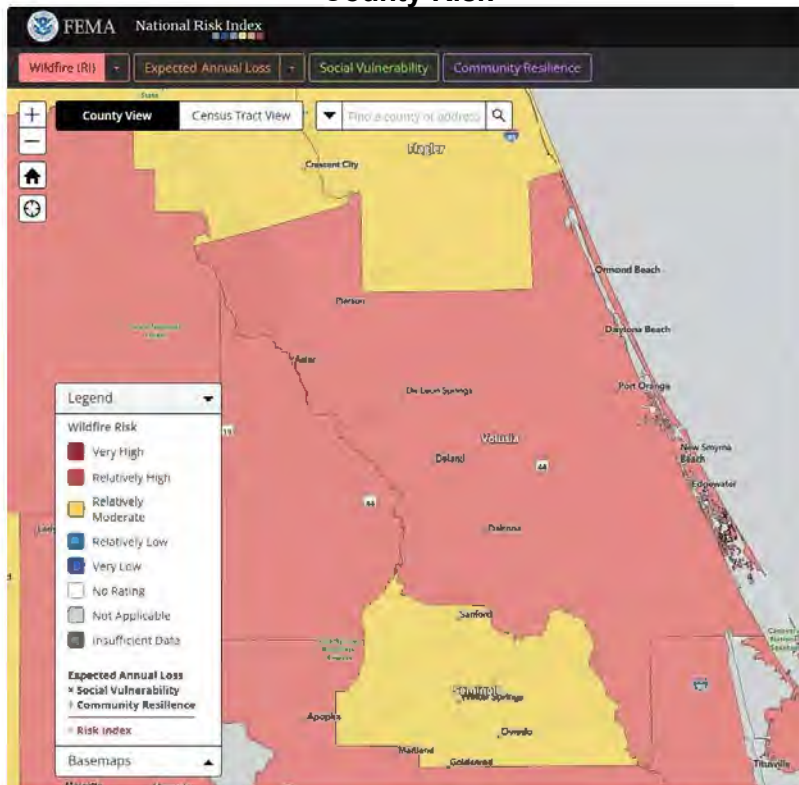 County Risk
FEMA National Risk Index
Wildfire (RI)
Expected Annual Loss
Social Vulnerability
Community Resilience
+
−
County View
Census Tract View
Find a county or address
Flagler
Crescent City
Ormond Beach
Pierson
Daytona Beach
Astor
Port Orange
De Leon Springs
Legend
Wildfire Risk
Very High
19
Volusia
New Smyrna
Beach
Relatively High
Deland
44
Edgewater
Relatively
Moderate
44
Relatively Low
Osteen
Very Low
No Rating
Not Applicable
Sanford
Insufficient Data
Expected Annual Loss
× Social Vulnerability
÷ Community Resilience
= Risk Index
Winter Springs
Apopka
Oviedo
Basemaps
Maitland
Goldenrod
Titusville